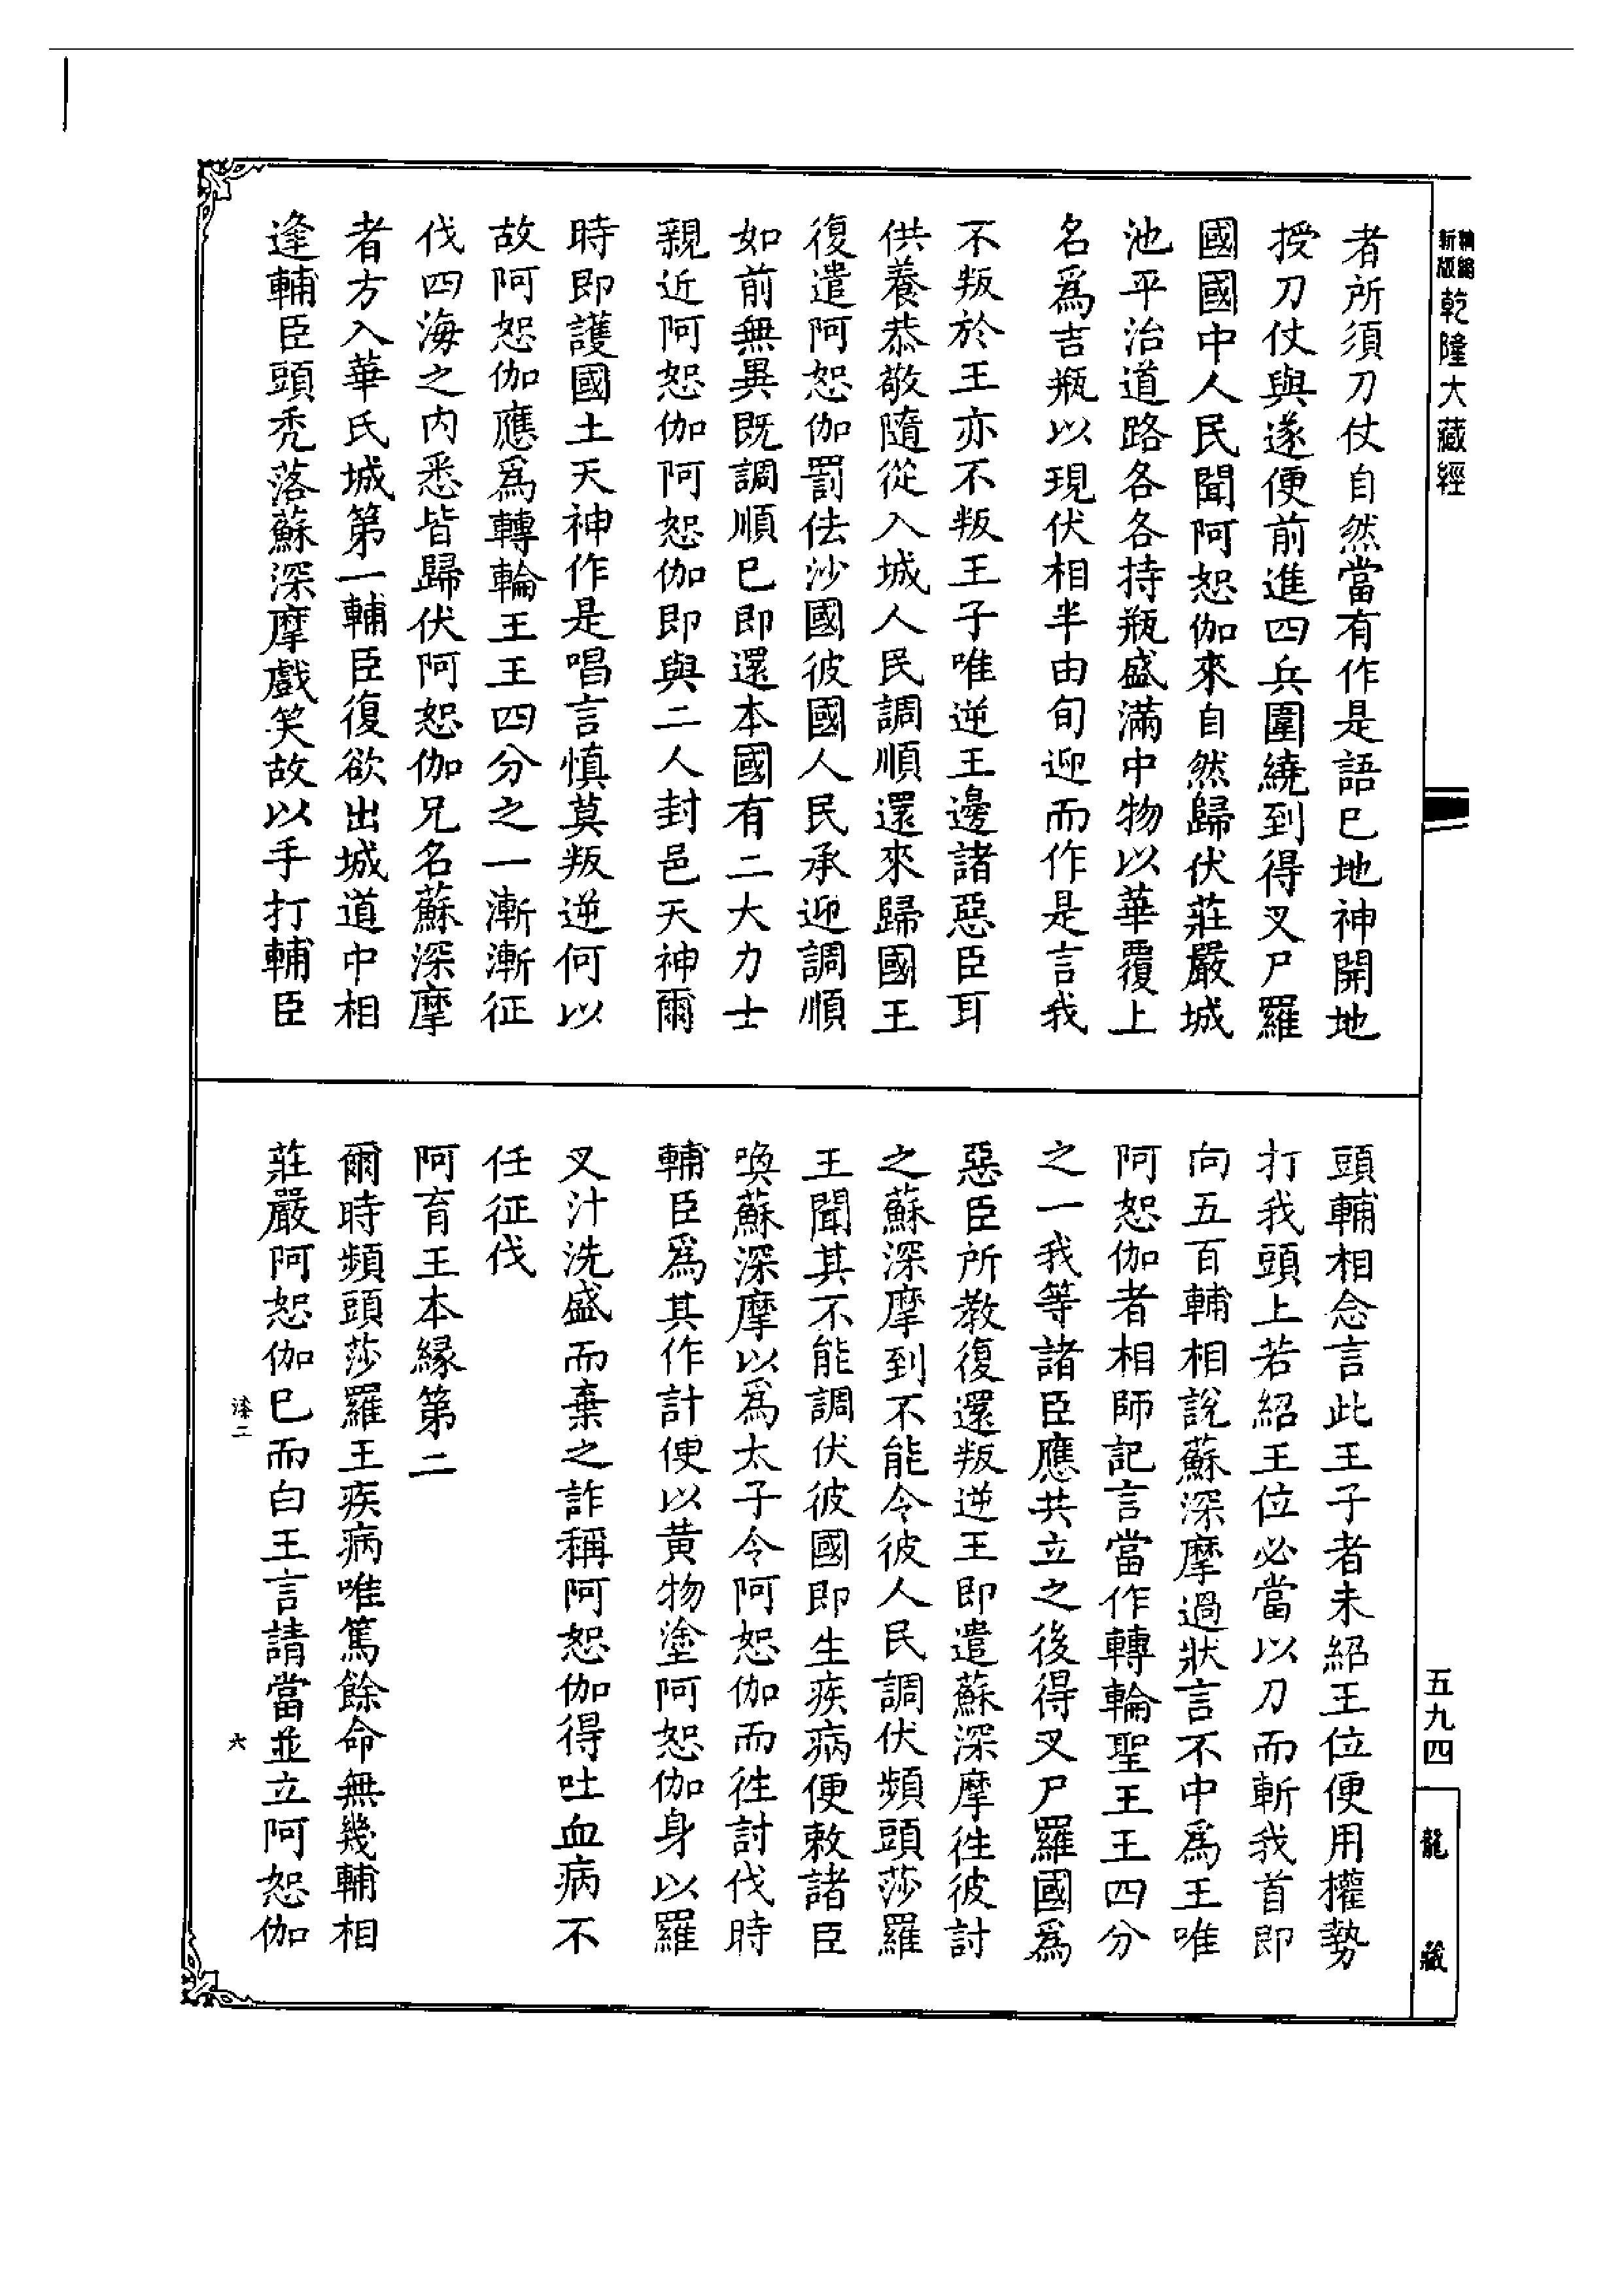 精縮
新版
乾隆大藏經
者所須刀仗自然當有作是語巳地神開地
授刀仗與遂便前進四兵圍繞到得叉尸羅
國國中人民聞阿恕伽來自然歸伏莊嚴城
池平治道路各各持瓶盛滿中物以華覆上
名爲吉瓶以現伏相半由旬迎而作是言我
不叛於王亦不叛王子唯逆王邊諸惡臣耳
供養恭敬隨從入城人民調順還來歸國王
復遣阿恕伽罰佉沙國彼國人民承迎調順
如前無異既調順巳即還本國有二大力士
親近阿恕伽阿恕伽即與二人封邑天神爾
時即護國土天神作是唱言慎莫叛逆何以
故阿恕伽應爲轉輪王王四分之一漸漸征
伐四海之內悉皆歸伏阿恕伽兄名蘇深摩
者方入華氏城第一輔臣復欲出城道中相
逢輔臣頭秃落蘇深摩戲笑故以手打輔臣
頭輔相念言此王子者未紹王位便用權勢
打我頭上若紹王位必當以刀而斬我首即
向五百輔相說蘇深摩過狀言不中爲王唯
阿恕伽者相師記言當作轉輪聖王王四分
之一我等諸臣應共立之後得叉尸羅國爲
惡臣所教復還叛逆王即遣蘇深摩徃彼討
之蘇深摩到不能令彼人民調伏頻頭莎羅
王聞其不能調伏彼國即生疾病便敕諸臣
喚蘇深摩以爲太子令阿恕伽而徃討伐時
輔臣爲其作計便以黄物塗阿恕伽身以羅
叉汁洗盛而棄之詐稱阿恕伽得吐血病不
任征伐
阿育王本緣第二
爾時頻頭莎羅王疾病唯篤餘命無幾輔相
莊嚴阿恕伽巳而白王言請當並立阿恕伽
漆二
六
五九四
龍藏